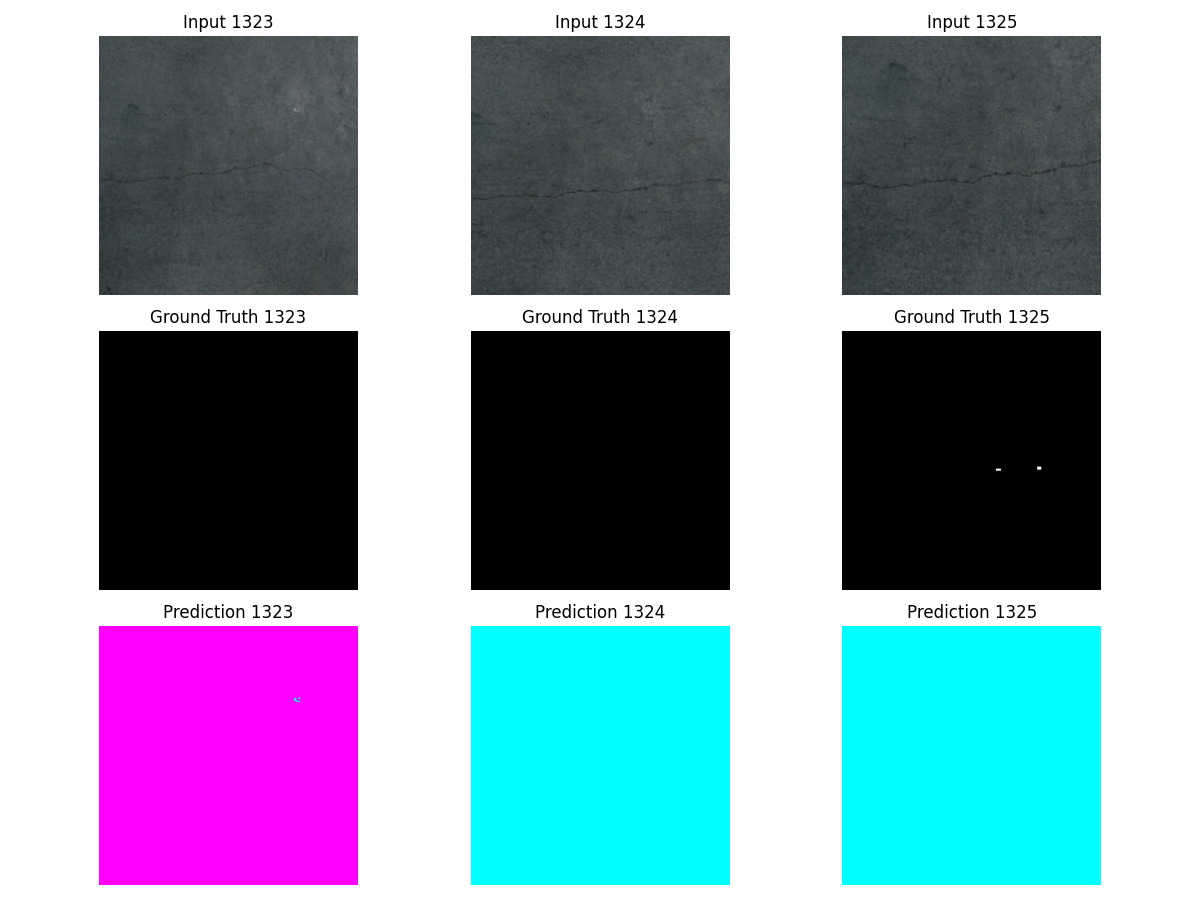 Input 1323
Input 1324
Input 1325
Ground Truth 1323
Ground Truth 1324
Ground Truth 1325
Prediction 1323
Prediction 1324
Prediction 1325